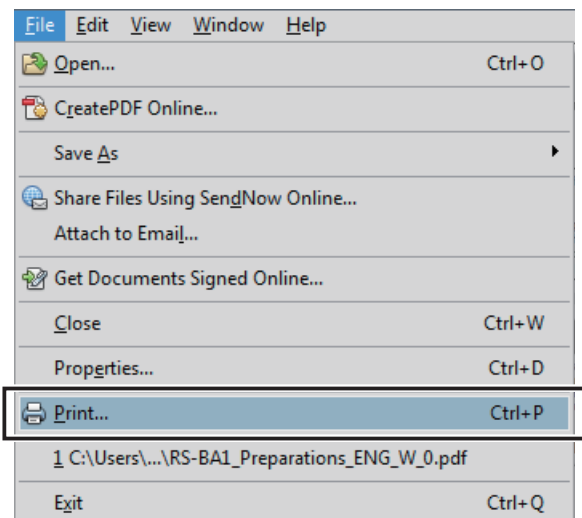 File Edit View Window Help
Open... Ctrl+O
CreatePDF Online...
Save As
Share Files Using SendNow Online...
Attach to Email...
Get Documents Signed Online...
Close Ctrl+W
Properties... Ctrl+D
Print... Ctrl+P
1 C:\Users\...\RS-BA1_Preparations_ENG_W_0.pdf
Exit Ctrl+Q